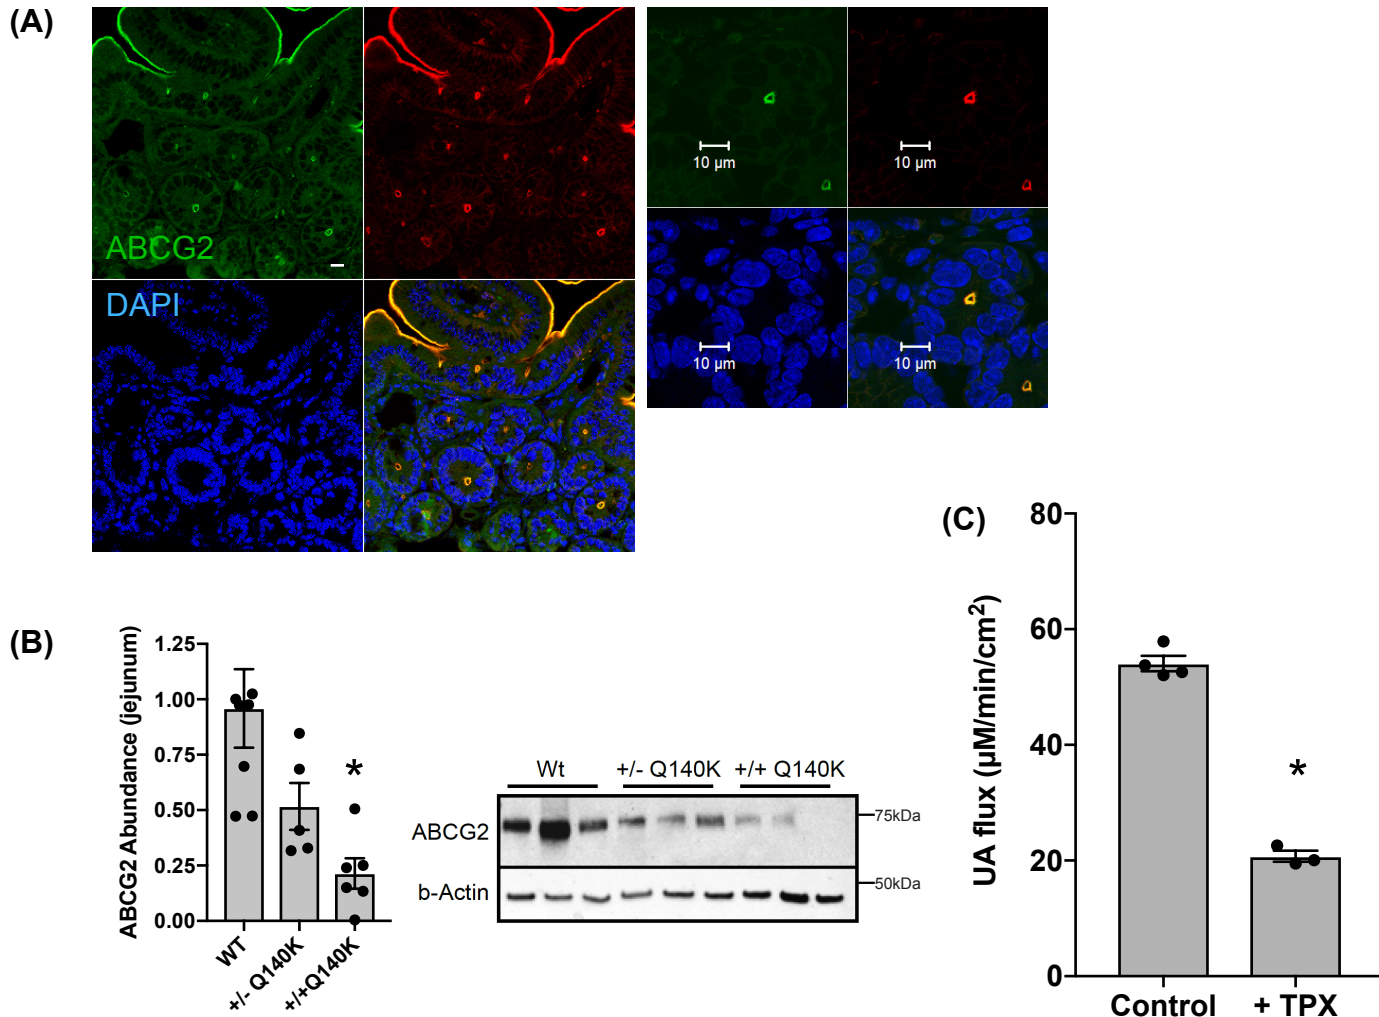 (A)
ABCG2
DAPI
10 µm
10 µm
10 µm
10 µm
(B)
ABCG2 Abundance (jejunum)
1.25
1.00
0.75
0.50
0.25
0.00
*
WT
+/- Q140K
+/+Q140K
Wt
+/- Q140K
+/+ Q140K
ABCG2
75kDa
b-Actin
50kDa
(C)
UA flux (µM/min/cm²)
80
60
40
20
0
*
Control
+ TPX